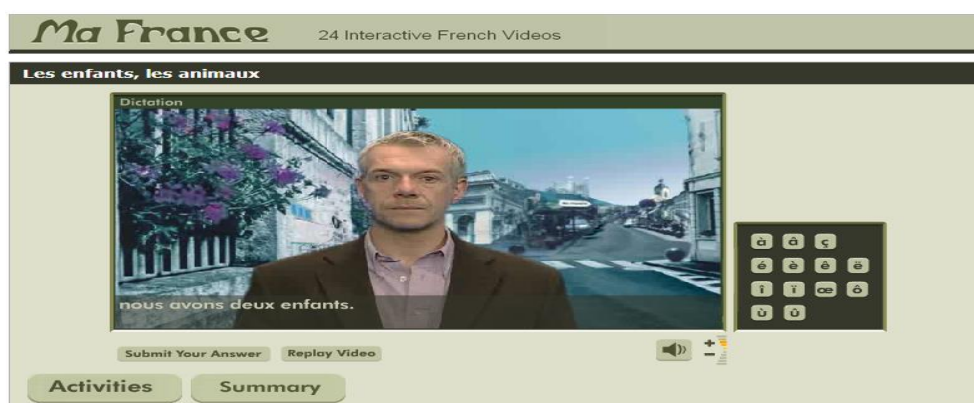 Ma France 24 Interactive French Videos
Les enfants, les animaux
Dictation
nous avons deux enfants.
à â ç
é è ê ë
î ï œ ô
ù û
Submit Your Answer Replay Video
+
-
Activities Summary